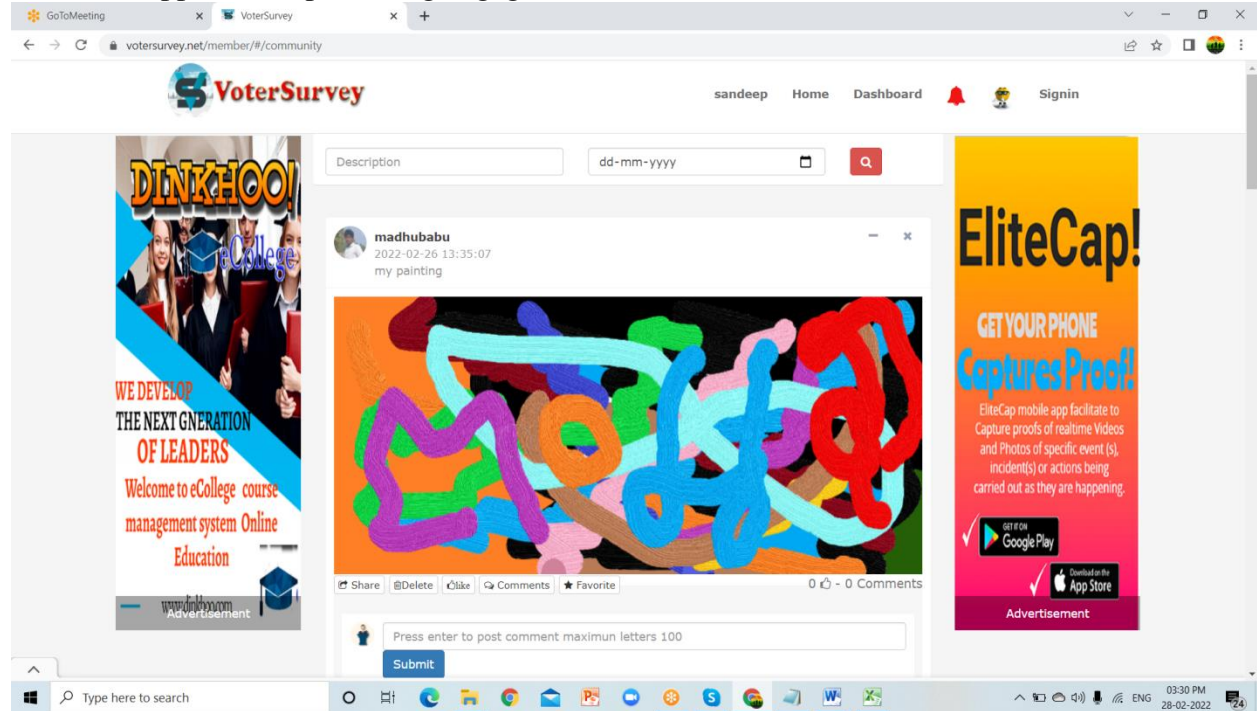 GoToMeeting
VoterSurvey
votersurvey.net/member/#/community
VoterSurvey
sandeep Home Dashboard Signin
DINKHOO!
eCollege
WE DEVELOP
THE NEXT GNERATION
OF LEADERS
Welcome to eCollege course
management system Online
Education
www.dinkhoo.com
Advertisement
Description
dd-mm-yyyy
madhubabu
2022-02-26 13:35:07
my painting
Share Delete like Comments Favorite
0 - 0 Comments
Press enter to post comment maximun letters 100
Submit
EliteCap!
GET YOUR PHONE
Captures Proof!
EliteCap mobile app facilitate to
Capture proofs of realtime Videos
and Photos of specific event (s),
incident(s) or actions being
carried out as they are happening.
GET IT ON
Google Play
Download on the
App Store
Advertisement
Type here to search
ENG
03:30 PM
28-02-2022
24